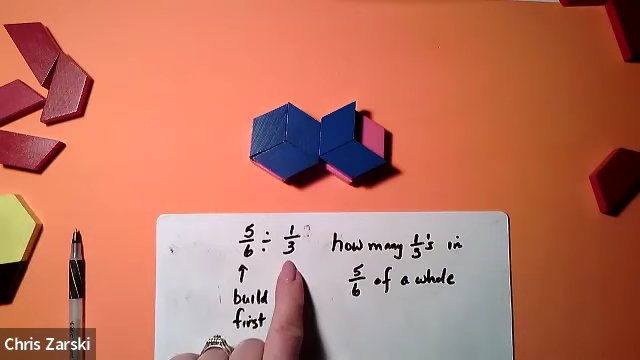 5/6 ÷ 1/3
↑
build
first
how many 1/3's in
5/6 of a whole
Chris Zarski